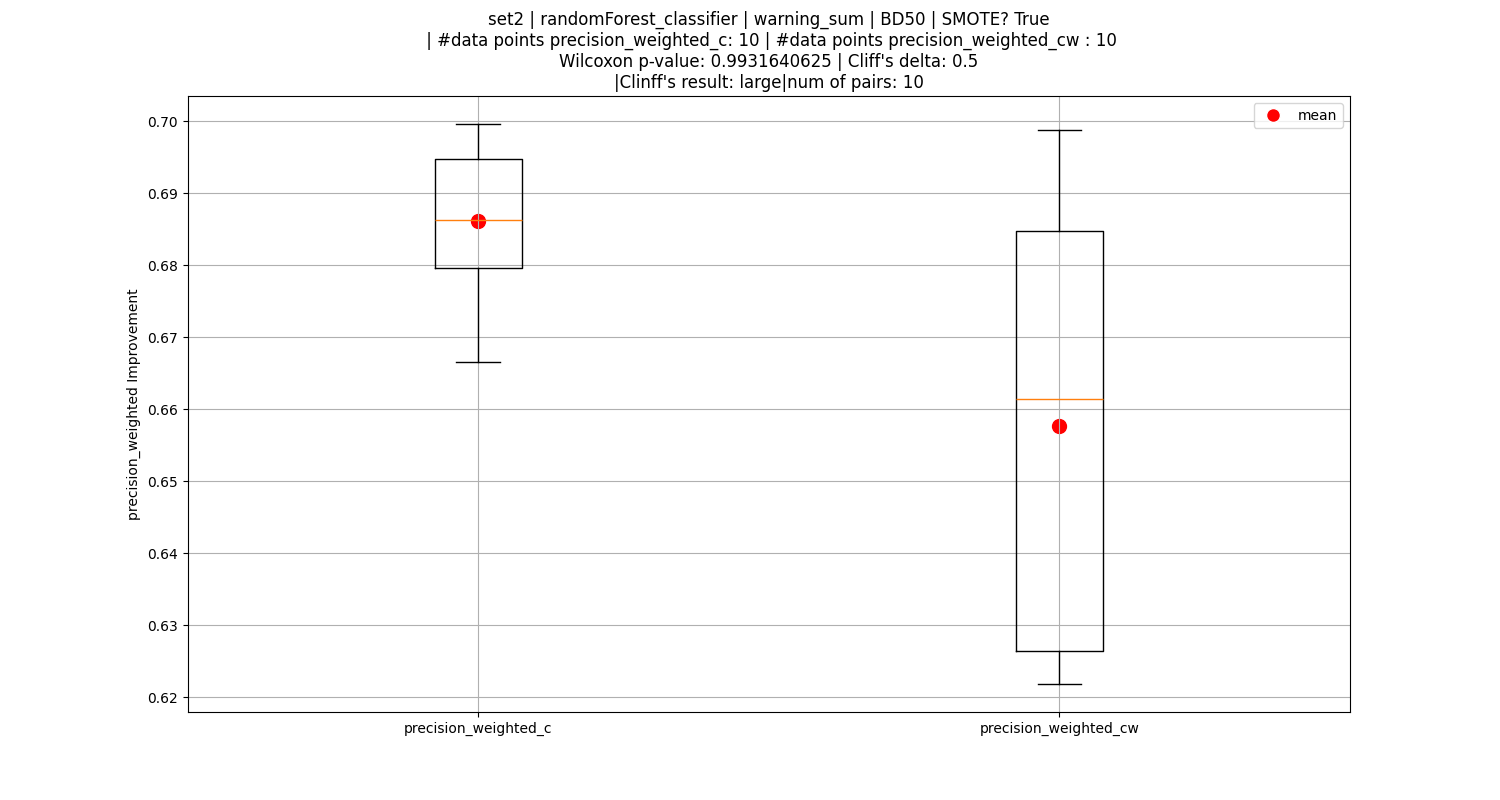 set2 | randomForest_classifier | warning_sum | BD50 | SMOTE? True
| #data points precision_weighted_c: 10 | #data points precision_weighted_cw : 10
Wilcoxon p-value: 0.9931640625 | Cliff's delta: 0.5
|Clinff's result: large|num of pairs: 10
mean
0.70
0.69
0.68
0.67
0.66
0.65
0.64
0.63
0.62
precision_weighted Improvement
precision_weighted_c
precision_weighted_cw